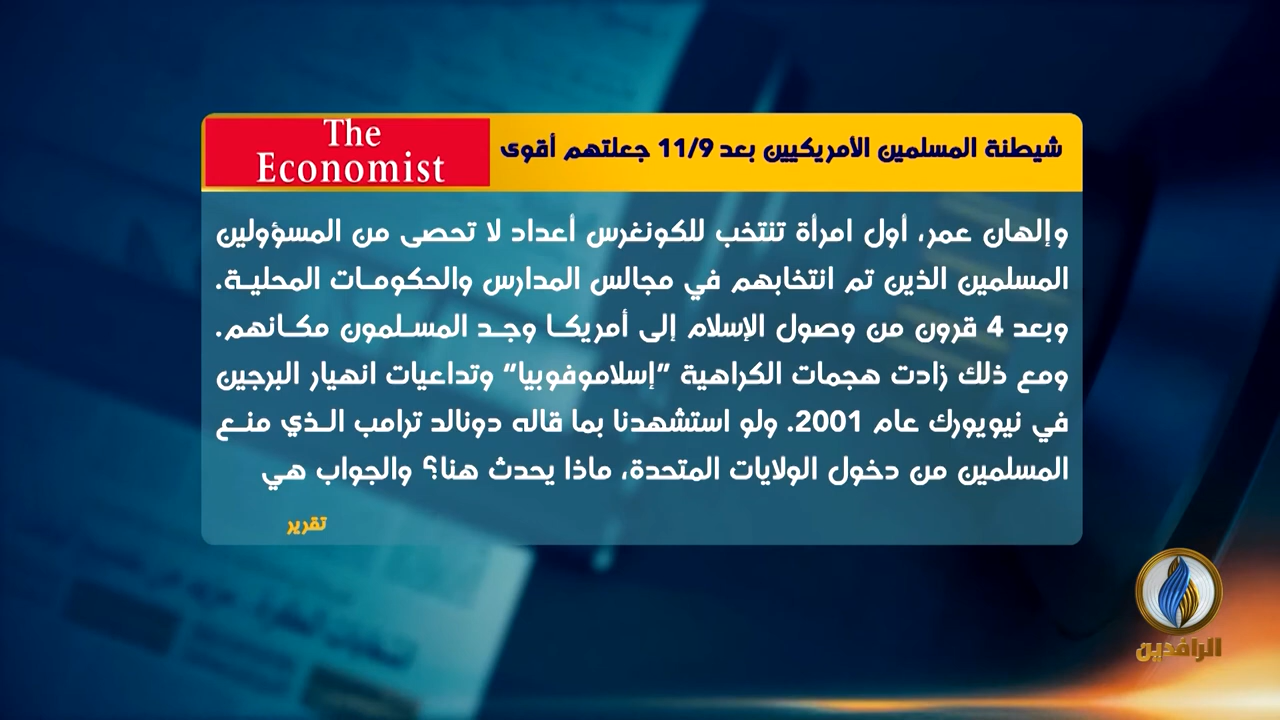 The
Economist
شيطنة المسلمين الأمريكيين بعد 11/9 جعلتهم أقوى
وإلهان عمر، أول امرأة تنتخب للكونغرس أعداد لا تحصى من المسؤولين
المسلمين الذين تم انتخابهم في مجالس المدارس والحكومات المحلية.
وبعد 4 قرون من وصول الإسلام إلى أمريكا وجد المسلمون مكانهم.
ومع ذلك زادت هجمات الكراهية "إسلاموفوبيا" وتداعيات انهيار البرجين
في نيويورك عام 2001. ولو استشهدنا بما قاله دونالد ترامب الذي منع
المسلمين من دخول الولايات المتحدة، ماذا يحدث هنا؟ والجواب هي
تقرير
الرافدين